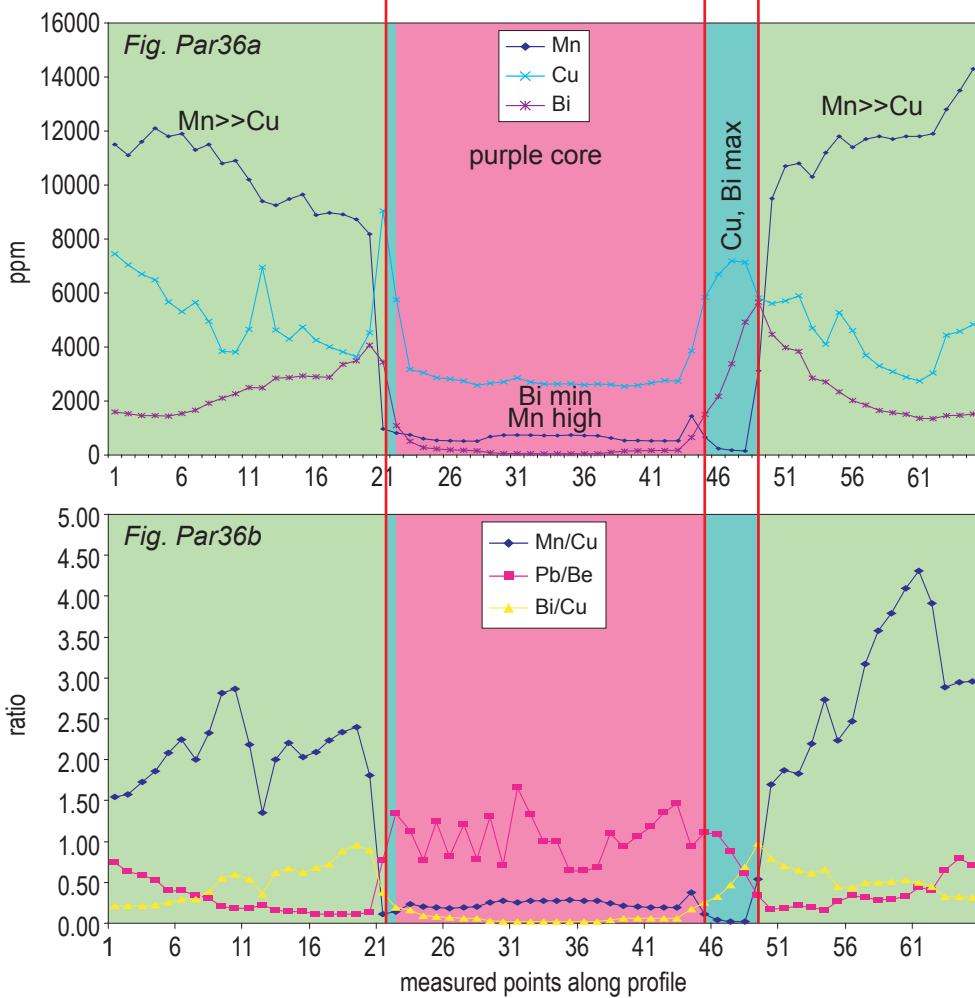 Fig. Par36a
Mn
Cu
Bi
Mn>>Cu
purple core
Cu, Bi max
Mn>>Cu
Bi min
Mn high
ppm
16000
14000
12000
10000
8000
6000
4000
2000
0
1 6 11 16 21 26 31 36 41 46 51 56 61
Fig. Par36b
Mn/Cu
Pb/Be
Bi/Cu
ratio
5.00
4.50
4.00
3.50
3.00
2.50
2.00
1.50
1.00
0.50
0.00
1 6 11 16 21 26 31 36 41 46 51 56 61
measured points along profile